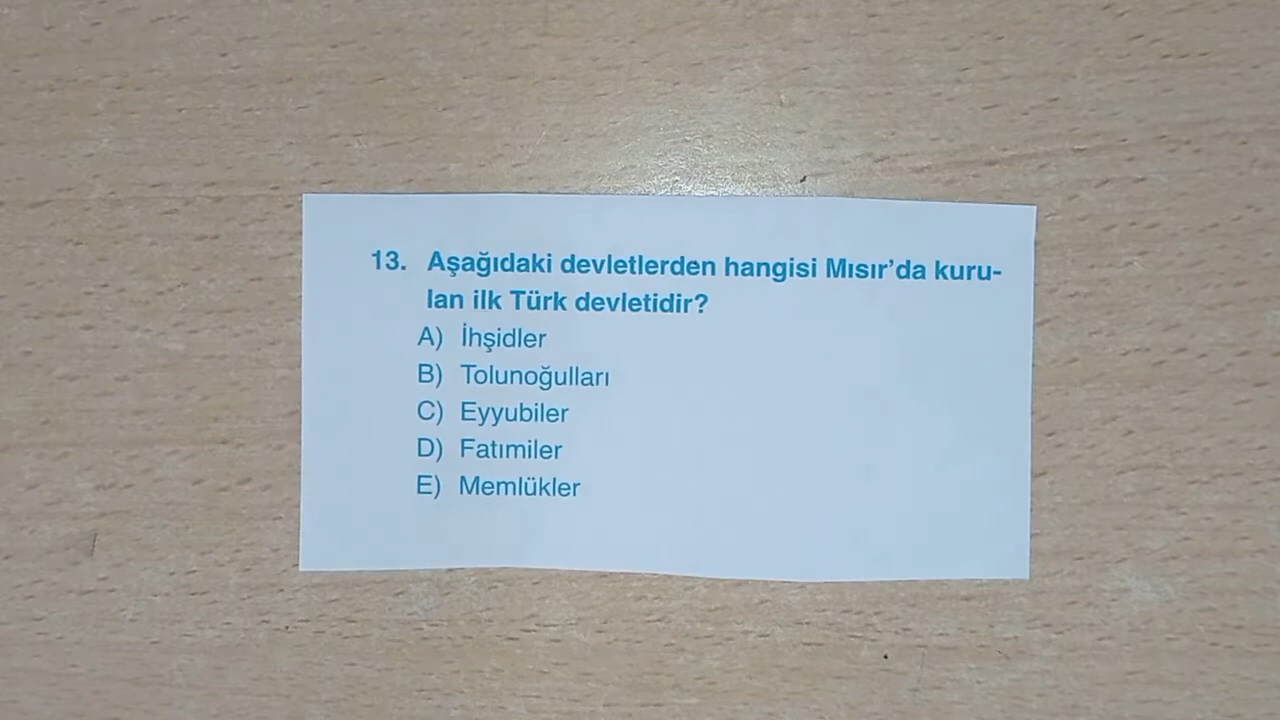 13. Aşağıdaki devletlerden hangisi Mısır'da kuru-
lan ilk Türk devletidir?
A) İhşidler
B) Tolunoğulları
C) Eyyubiler
D) Fatımiler
E) Memlükler